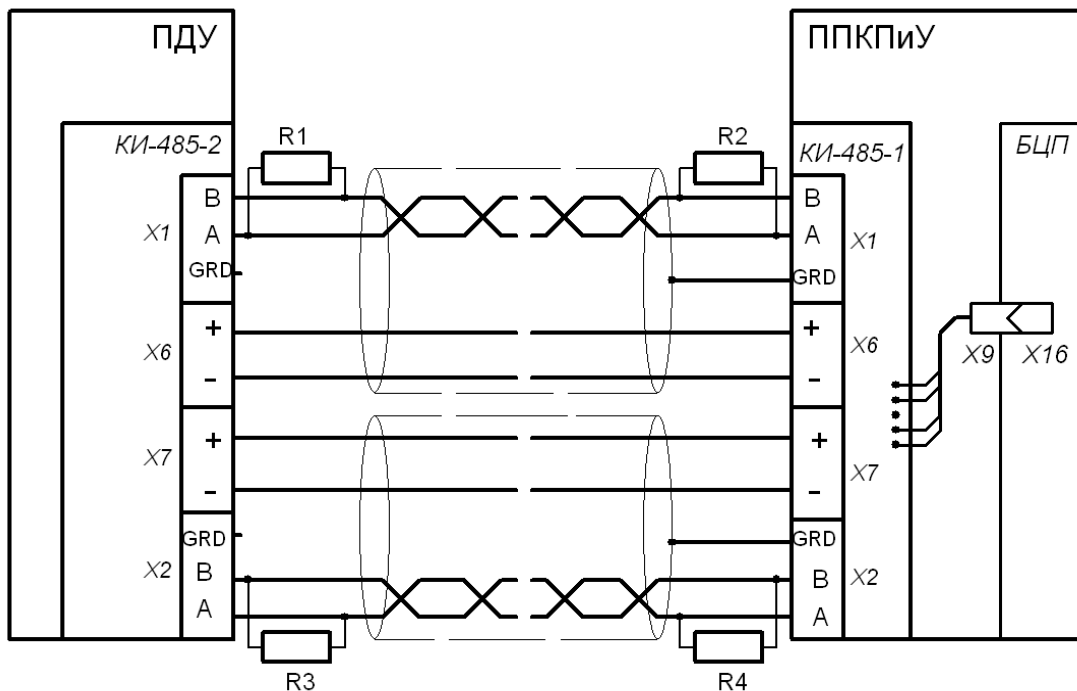 ПДУ
ППКПиУ
КИ-485-2
R1
R2
КИ-485-1
БЦП
B
A
GRD
X1
B
A
GRD
X1
+
-
X6
+
-
X6
X9
X16
+
-
X7
+
-
X7
GRD
B
A
X2
GRD
B
A
X2
R3
R4